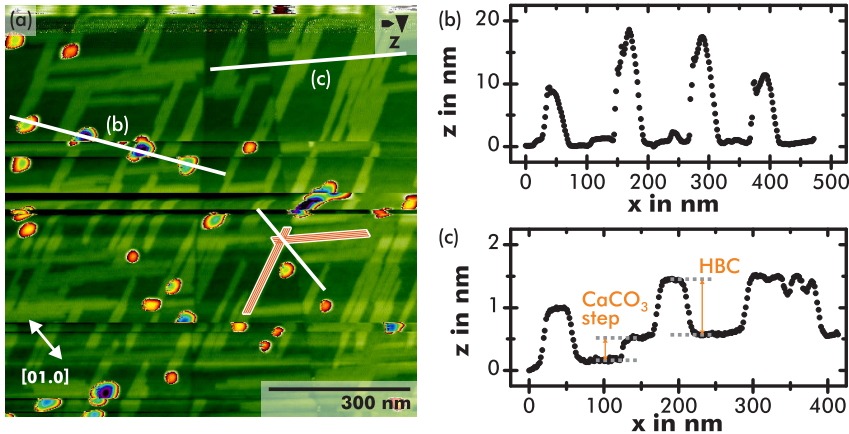 (a)
z
(c)
(b)
[01.0]
300 nm
(b)
20
10
0
z in nm
0 100 200 300 400 500
x in nm
(c)
2
1
0
z in nm
CaCO3
step
HBC
0 100 200 300 400
x in nm